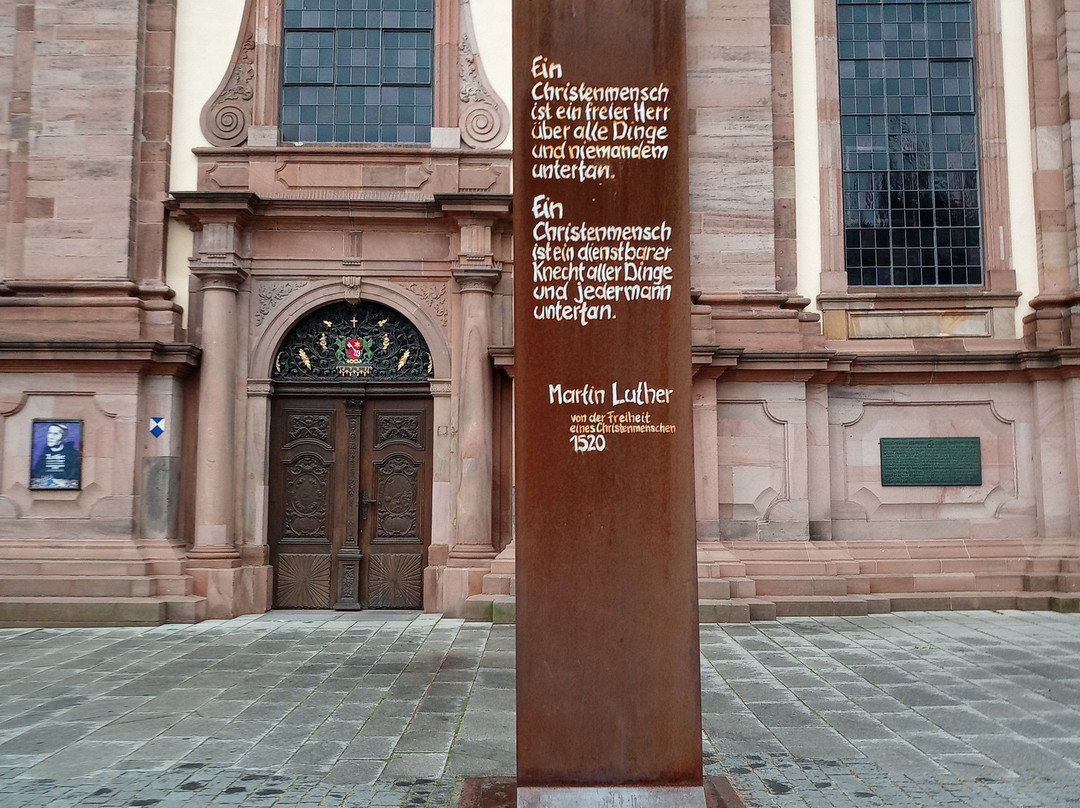 Ein
Christenmensch
ist ein freier Herr
über alle Dinge
und niemandem
untertan.
Ein
Christenmensch
ist ein dienstbarer
Knecht aller Dinge
und jedermann
untertan.
Martin Luther
von der Freiheit
eines Christenmenschen
1520